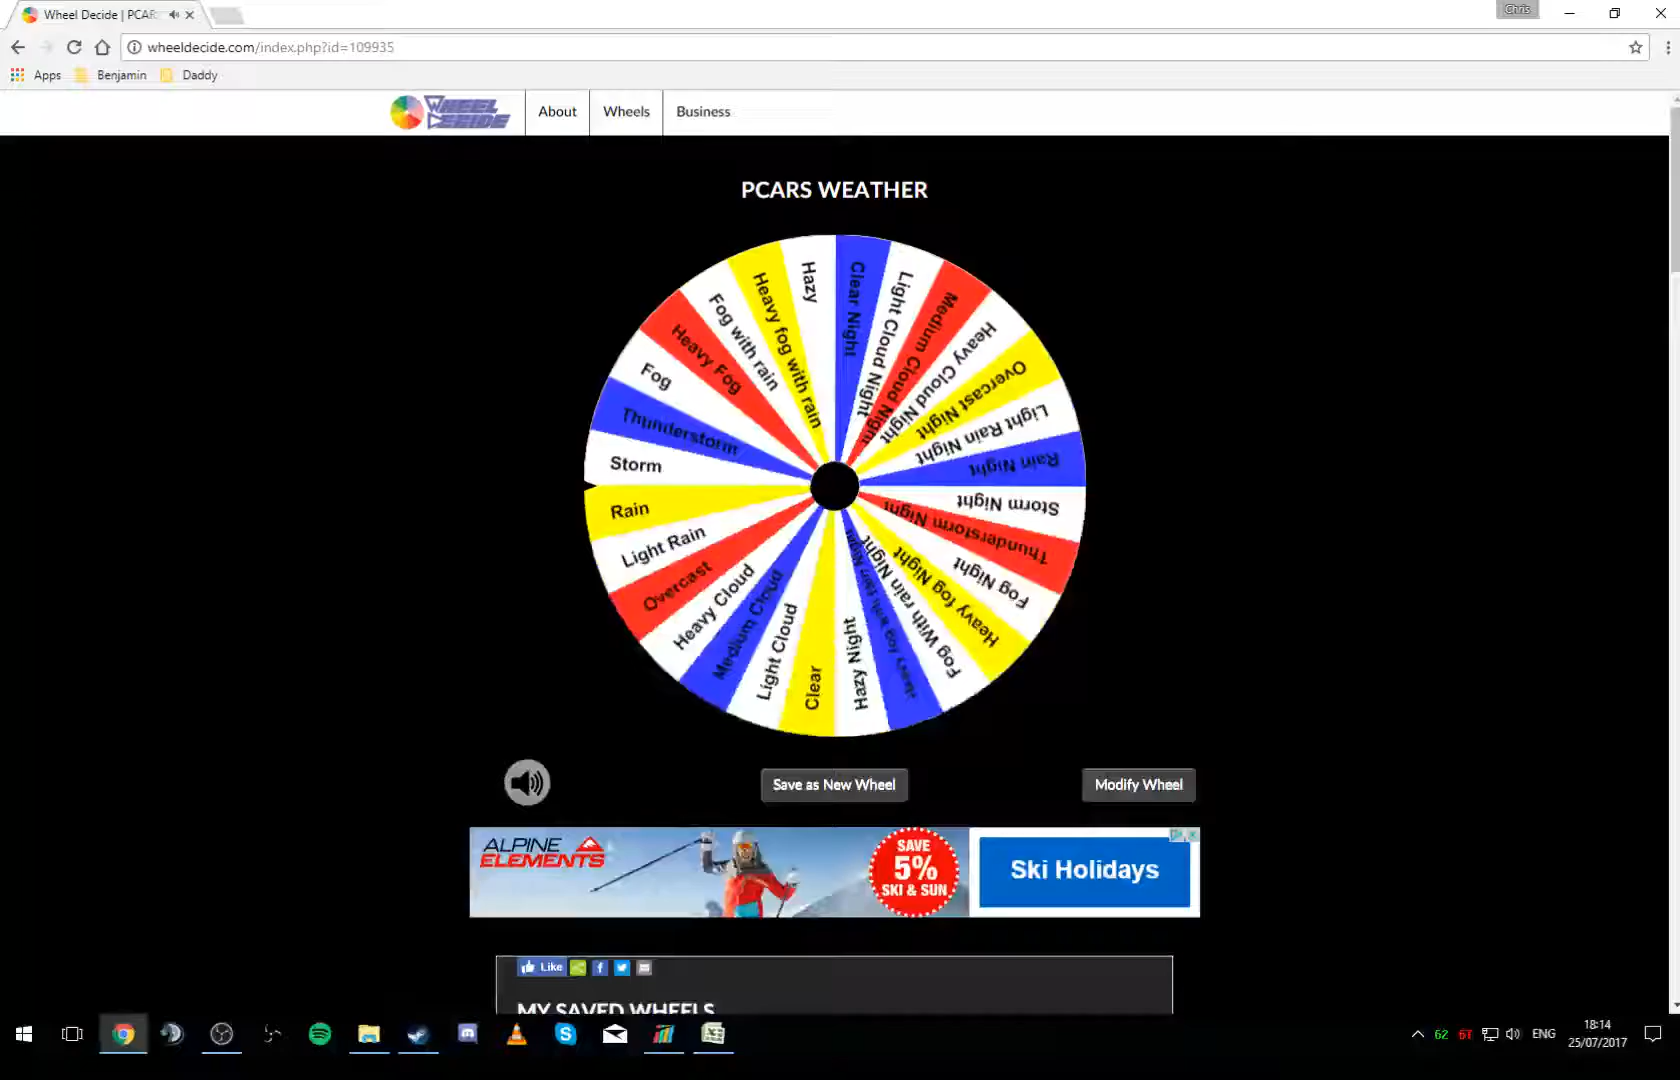 Wheel Decide | PCAR
Chris
wheeldecide.com/index.php?id=109935
Apps Benjamin Daddy
WHEEL DECIDE About Wheels Business
PCARS WEATHER
Hazy
Clear Night
Light Cloud Night
Medium Cloud Night
Heavy Cloud Night
Overcast Night
Light Rain Night
Rain Night
Storm Night
Thunderstorm Night
Fog Night
Heavy fog Night
Fog With rain Night
Heavy fog with rain Night
Hazy Night
Clear
Light Cloud
Medium Cloud
Heavy Cloud
Overcast
Light Rain
Rain
Storm
Thunderstorm
Fog
Heavy Fog
Fog with rain
Heavy fog with rain
Save as New Wheel Modify Wheel
ALPINE
ELEMENTS
SAVE
5%
SKI & SUN
Ski Holidays
Like
MY SAVED WHEELS
62 61 ENG 18:14
25/07/2017